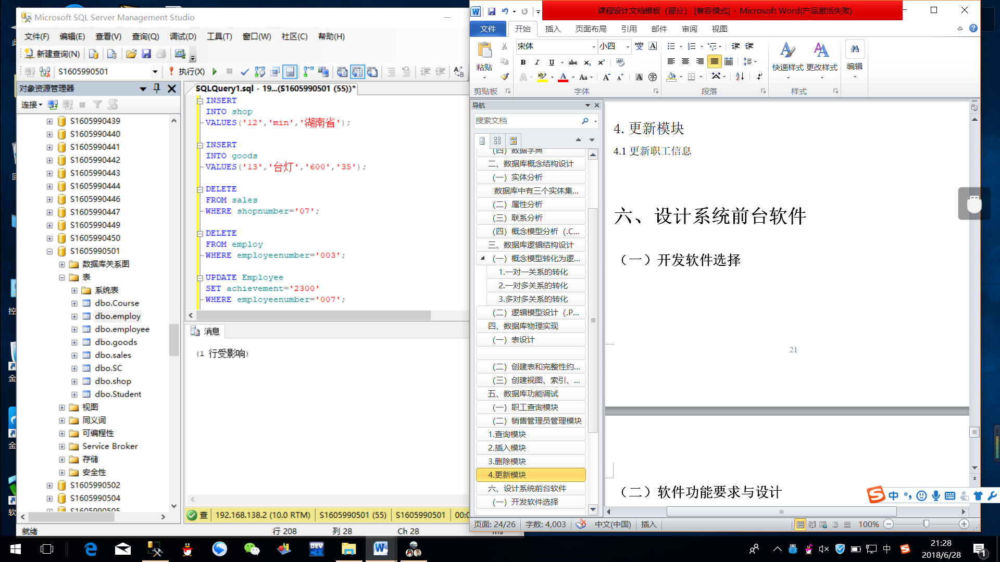 Microsoft SQL Server Management Studio
文件(F) 编辑(E) 查看(V) 查询(Q) 调试(D) 工具(T) 窗口(W) 社区(C) 帮助(H)
新建查询(N)
S1605990501 执行(X)
对象资源管理器
连接
S1605990439
S1605990440
S1605990441
S1605990442
S1605990443
S1605990444
S1605990446
S1605990447
S1605990449
S1605990450
S1605990501
数据库关系图
表
系统表
dbo.Course
dbo.employ
dbo.employee
dbo.goods
dbo.sales
dbo.SC
dbo.shop
dbo.Student
视图
同义词
可编程性
Service Broker
存储
安全性
S1605990502
S1605990504
S1605990505
SQLQuery1.sql - 19...(S1605990501 (55))*
INSERT
INTO shop
VALUES('12','min','湖南省');
INSERT
INTO goods
VALUES('13','台灯','600','35');
DELETE
FROM sales
WHERE shopnumber='07';
DELETE
FROM employ
WHERE employeenumber='003';
UPDATE Employee
SET achievement='2300'
WHERE employeenumber='007';
消息
(1 行受影响)
查 192.168.138.2 (10.0 RTM) S1605990501 (55) S1605990501 00:0
就绪 行 208 列 28 Ch 28 Ins
课程设计文档模板（部分） [兼容模式] - Microsoft Word(产品激活失败)
文件 开始 插入 页面布局 引用 邮件 审阅 视图
宋体 小四
粘贴 快速样式 更改样式 编辑
剪贴板 字体 段落 样式
导航
搜索文档
（四）数据字典
二、数据库概念结构设计
（一）实体分析
数据库中有三个实体集...
（二）属性分析
（三）联系分析
（四）概念模型分析（.C...
三、数据库逻辑结构设计
（一）概念模型转化为逻...
1.一对一关系的转化
2.一对多关系的转化
3.多对多关系的转化
（二）逻辑模型设计（.P...
四、数据库物理实现
（一）表设计
（二）创建表和完整性约...
（三）创建视图、索引、...
五、数据库功能调试
（一）职工查询模块
（二）销售管理员管理模块
1.查询模块
2.插入模块
3.删除模块
4.更新模块
六、设计系统前台软件
（一）开发软件选择
4. 更新模块
4.1 更新职工信息
六、设计系统前台软件
（一）开发软件选择
21
（二）软件功能要求与设计
中
页面: 24/26 字数: 4,003 中文(中国) 插入 100%
DEV
中
21:28
2018/6/28
1